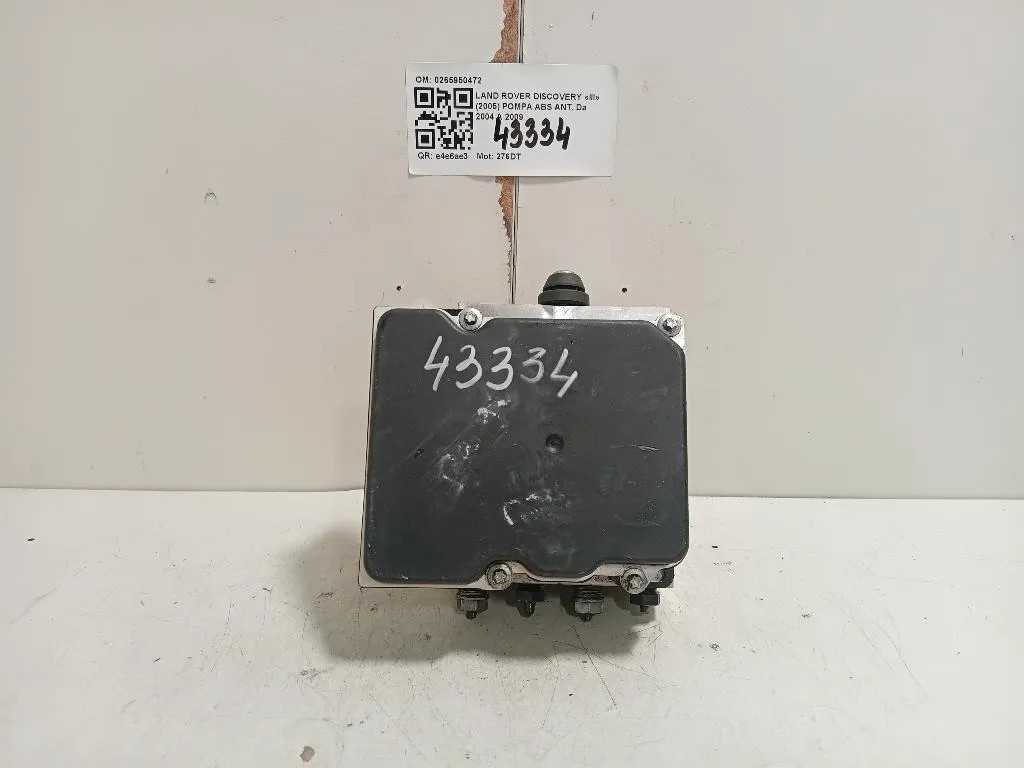 OM: 0265950472
LAND ROVER DISCOVERY «III»
(2005) POMPA ABS ANT. Da
2004 A 2009
43334
QR: e4e6ae3 Mot: 276DT
43334